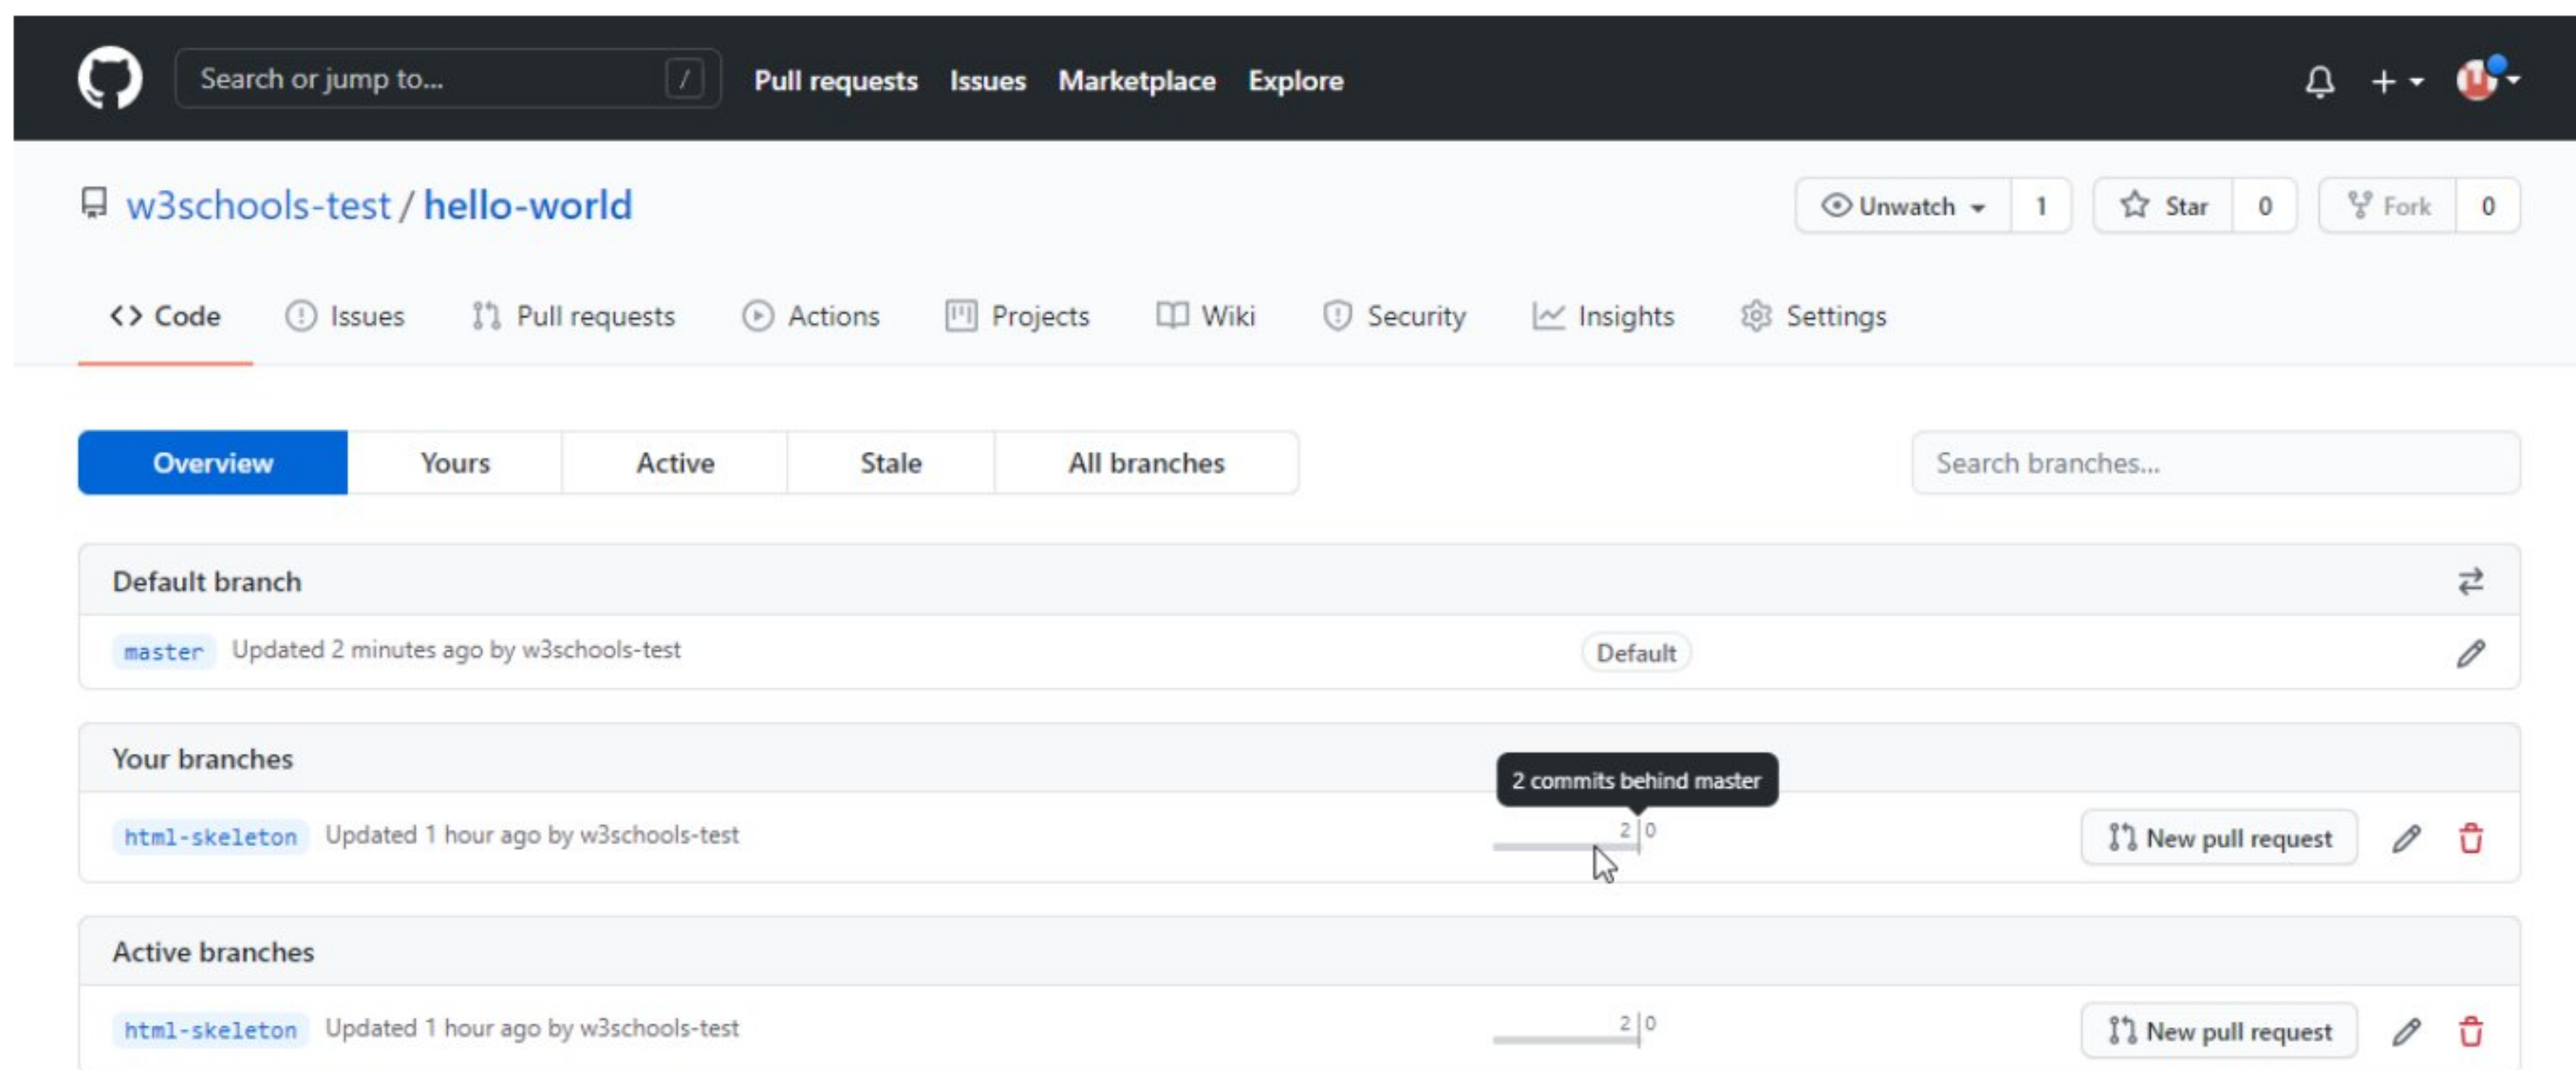 Search or jump to... / Pull requests Issues Marketplace Explore
w3schools-test / hello-world Unwatch 1 Star 0 Fork 0
<> Code Issues Pull requests Actions Projects Wiki Security Insights Settings
Overview Yours Active Stale All branches Search branches...
Default branch
master Updated 2 minutes ago by w3schools-test Default
Your branches
2 commits behind master
html-skeleton Updated 1 hour ago by w3schools-test 2 0 New pull request
Active branches
html-skeleton Updated 1 hour ago by w3schools-test 2 0 New pull request